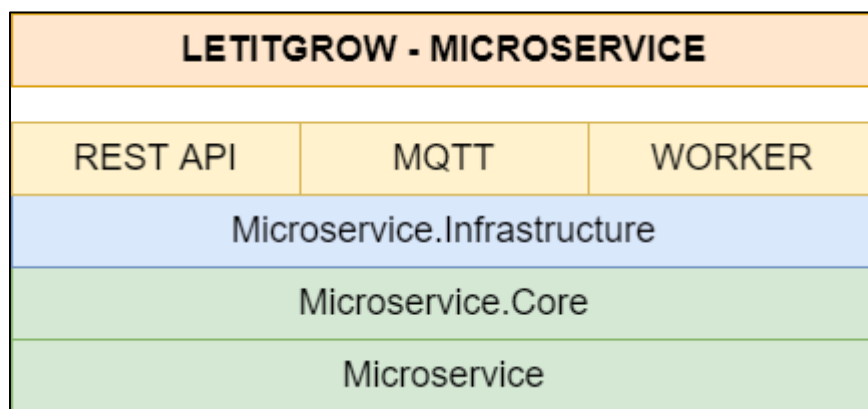 LETITGROW - MICROSERVICE
REST API
MQTT
WORKER
Microservice.Infrastructure
Microservice.Core
Microservice